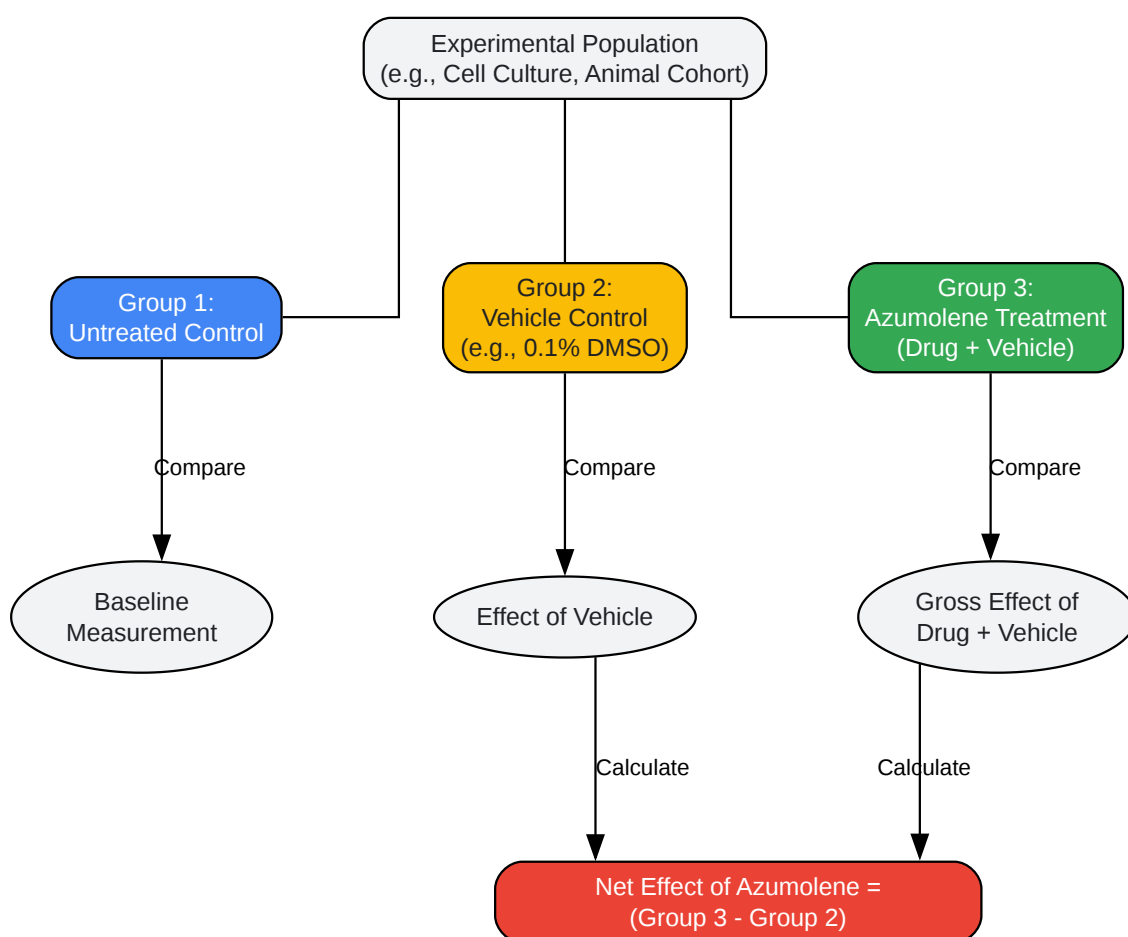 Experimental Population
(e.g., Cell Culture, Animal Cohort)
Group 1:
Untreated Control
Group 2:
Vehicle Control
(e.g., 0.1% DMSO)
Group 3:
Azumolene Treatment
(Drug + Vehicle)
Compare
Compare
Compare
Baseline
Measurement
Effect of Vehicle
Gross Effect of
Drug + Vehicle
Calculate
Calculate
Net Effect of Azumolene =
(Group 3 - Group 2)